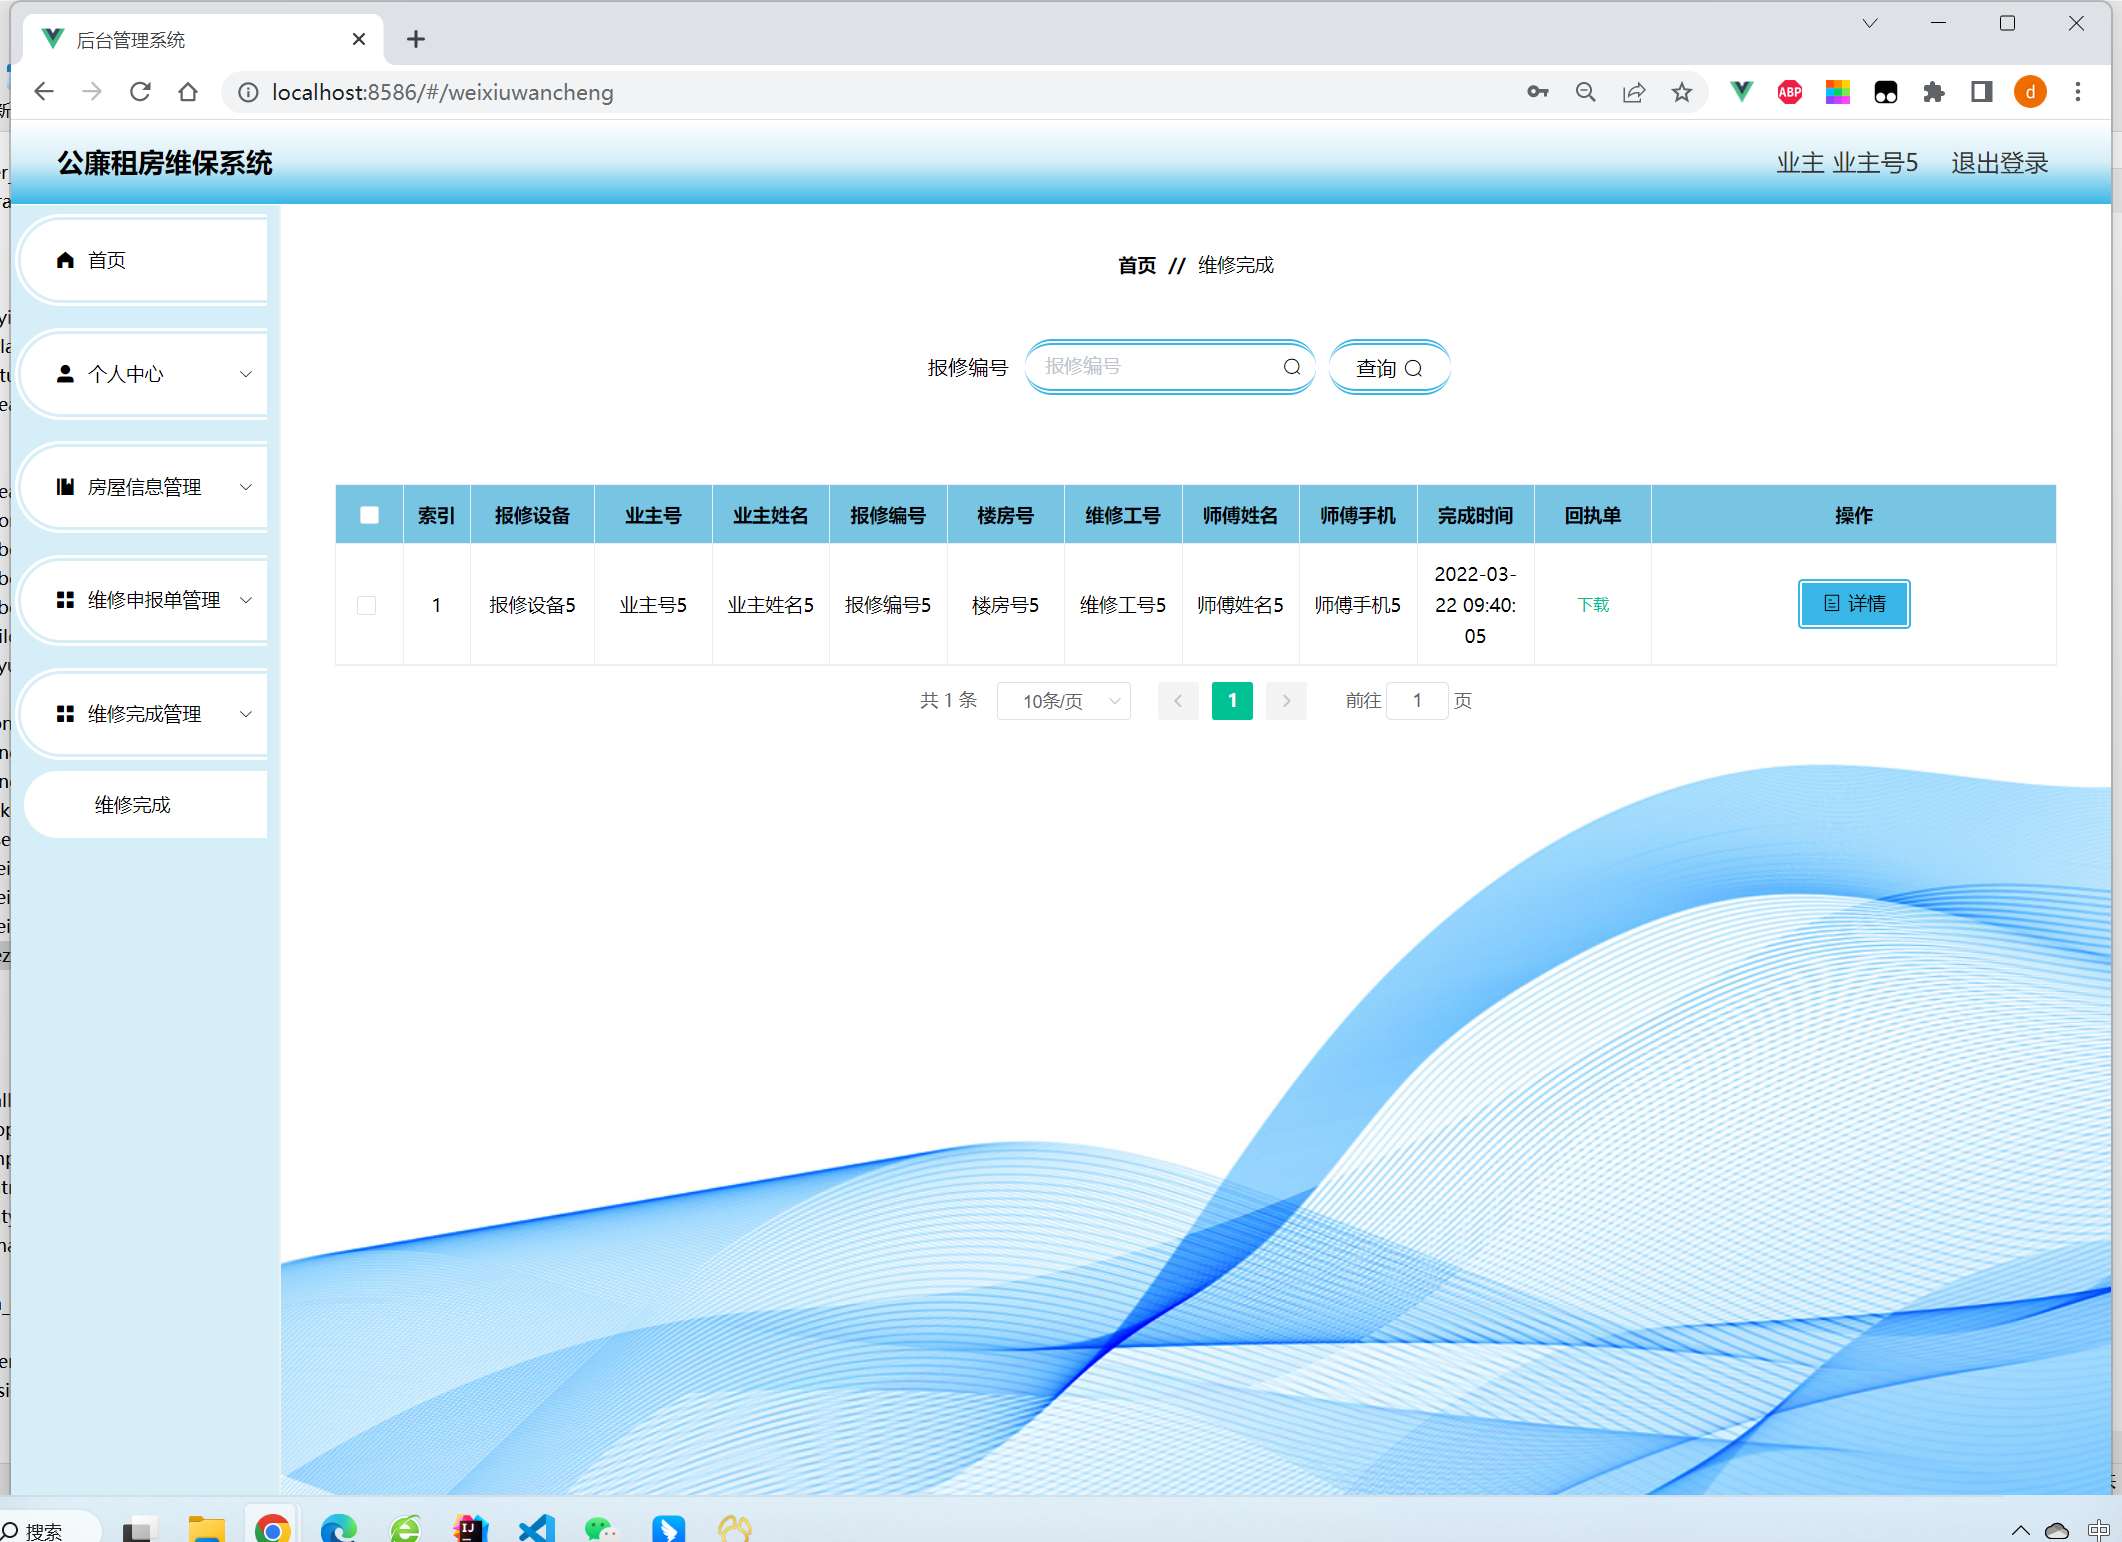 后台管理系统
localhost:8586/#/weixiuwancheng
ABP
d
公廉租房维保系统
业主 业主号5 退出登录
首页
个人中心
房屋信息管理
维修申报单管理
维修完成管理
维修完成
首页 // 维修完成
报修编号 报修编号 查询
索引 报修设备 业主号 业主姓名 报修编号 楼房号 维修工号 师傅姓名 师傅手机 完成时间 回执单 操作
1 报修设备5 业主号5 业主姓名5 报修编号5 楼房号5 维修工号5 师傅姓名5 师傅手机5 2022-03-22 09:40:05 下载 详情
共 1 条 10条/页 1 前往 1 页
搜索
中